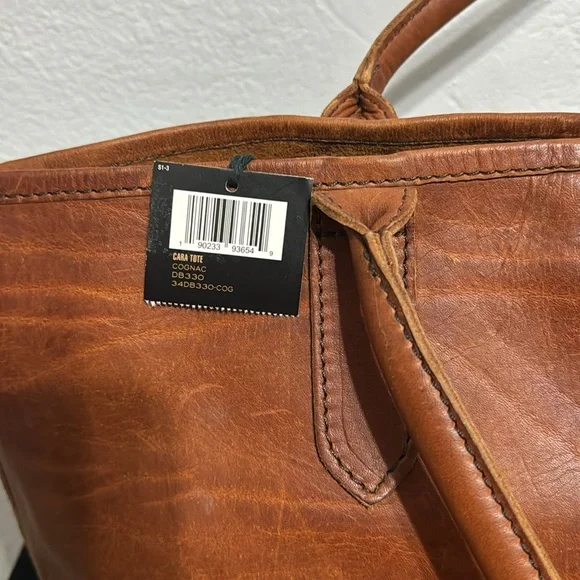 S1-3
1 90233 93654 9
CARA TOTE
COGNAC
DB330
34DB330-COG